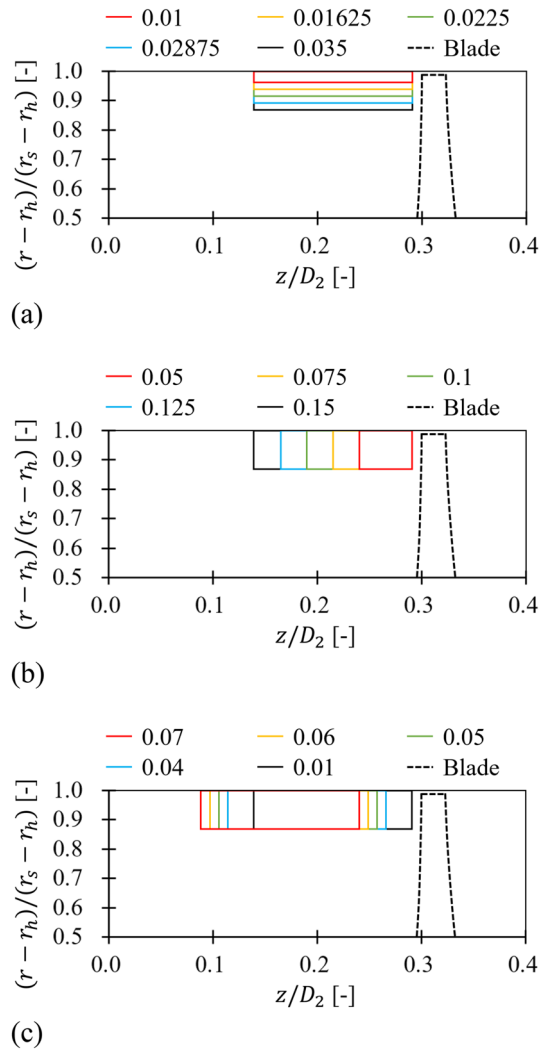 0.01 0.01625 0.0225
0.02875 0.035 Blade
(r − r_h)/(r_s − r_h) [-]
1.0
0.9
0.8
0.7
0.6
0.5
0.0 0.1 0.2 0.3 0.4
z/D_2 [-]
(a)
0.05 0.075 0.1
0.125 0.15 Blade
(r − r_h)/(r_s − r_h) [-]
1.0
0.9
0.8
0.7
0.6
0.5
0.0 0.1 0.2 0.3 0.4
z/D_2 [-]
(b)
0.07 0.06 0.05
0.04 0.01 Blade
(r − r_h)/(r_s − r_h) [-]
1.0
0.9
0.8
0.7
0.6
0.5
0.0 0.1 0.2 0.3 0.4
z/D_2 [-]
(c)